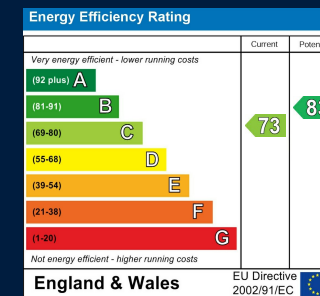 Energy Efficiency Rating
Current
Very energy efficient - lower running costs
(92 plus) A
(81-91) B
(69-80) C
73
(55-68) D
(39-54) E
(21-38) F
(1-20) G
Not energy efficient - higher running costs
England & Wales
EU Directive
2002/91/EC